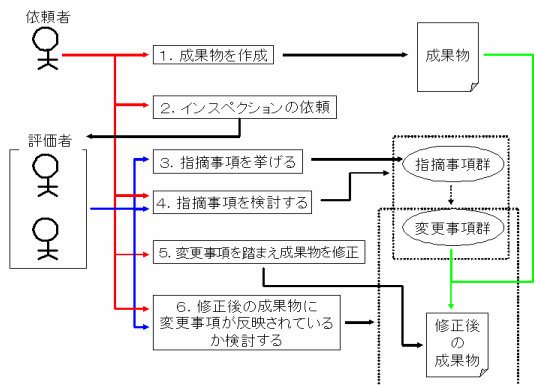 依頼者
1. 成果物を作成
成果物
2. インスペクションの依頼
評価者
3. 指摘事項を挙げる
指摘事項群
4. 指摘事項を検討する
変更事項群
5. 変更事項を踏まえ成果物を修正
6. 修正後の成果物に
変更事項が反映されている
か検討する
修正後
の
成果物